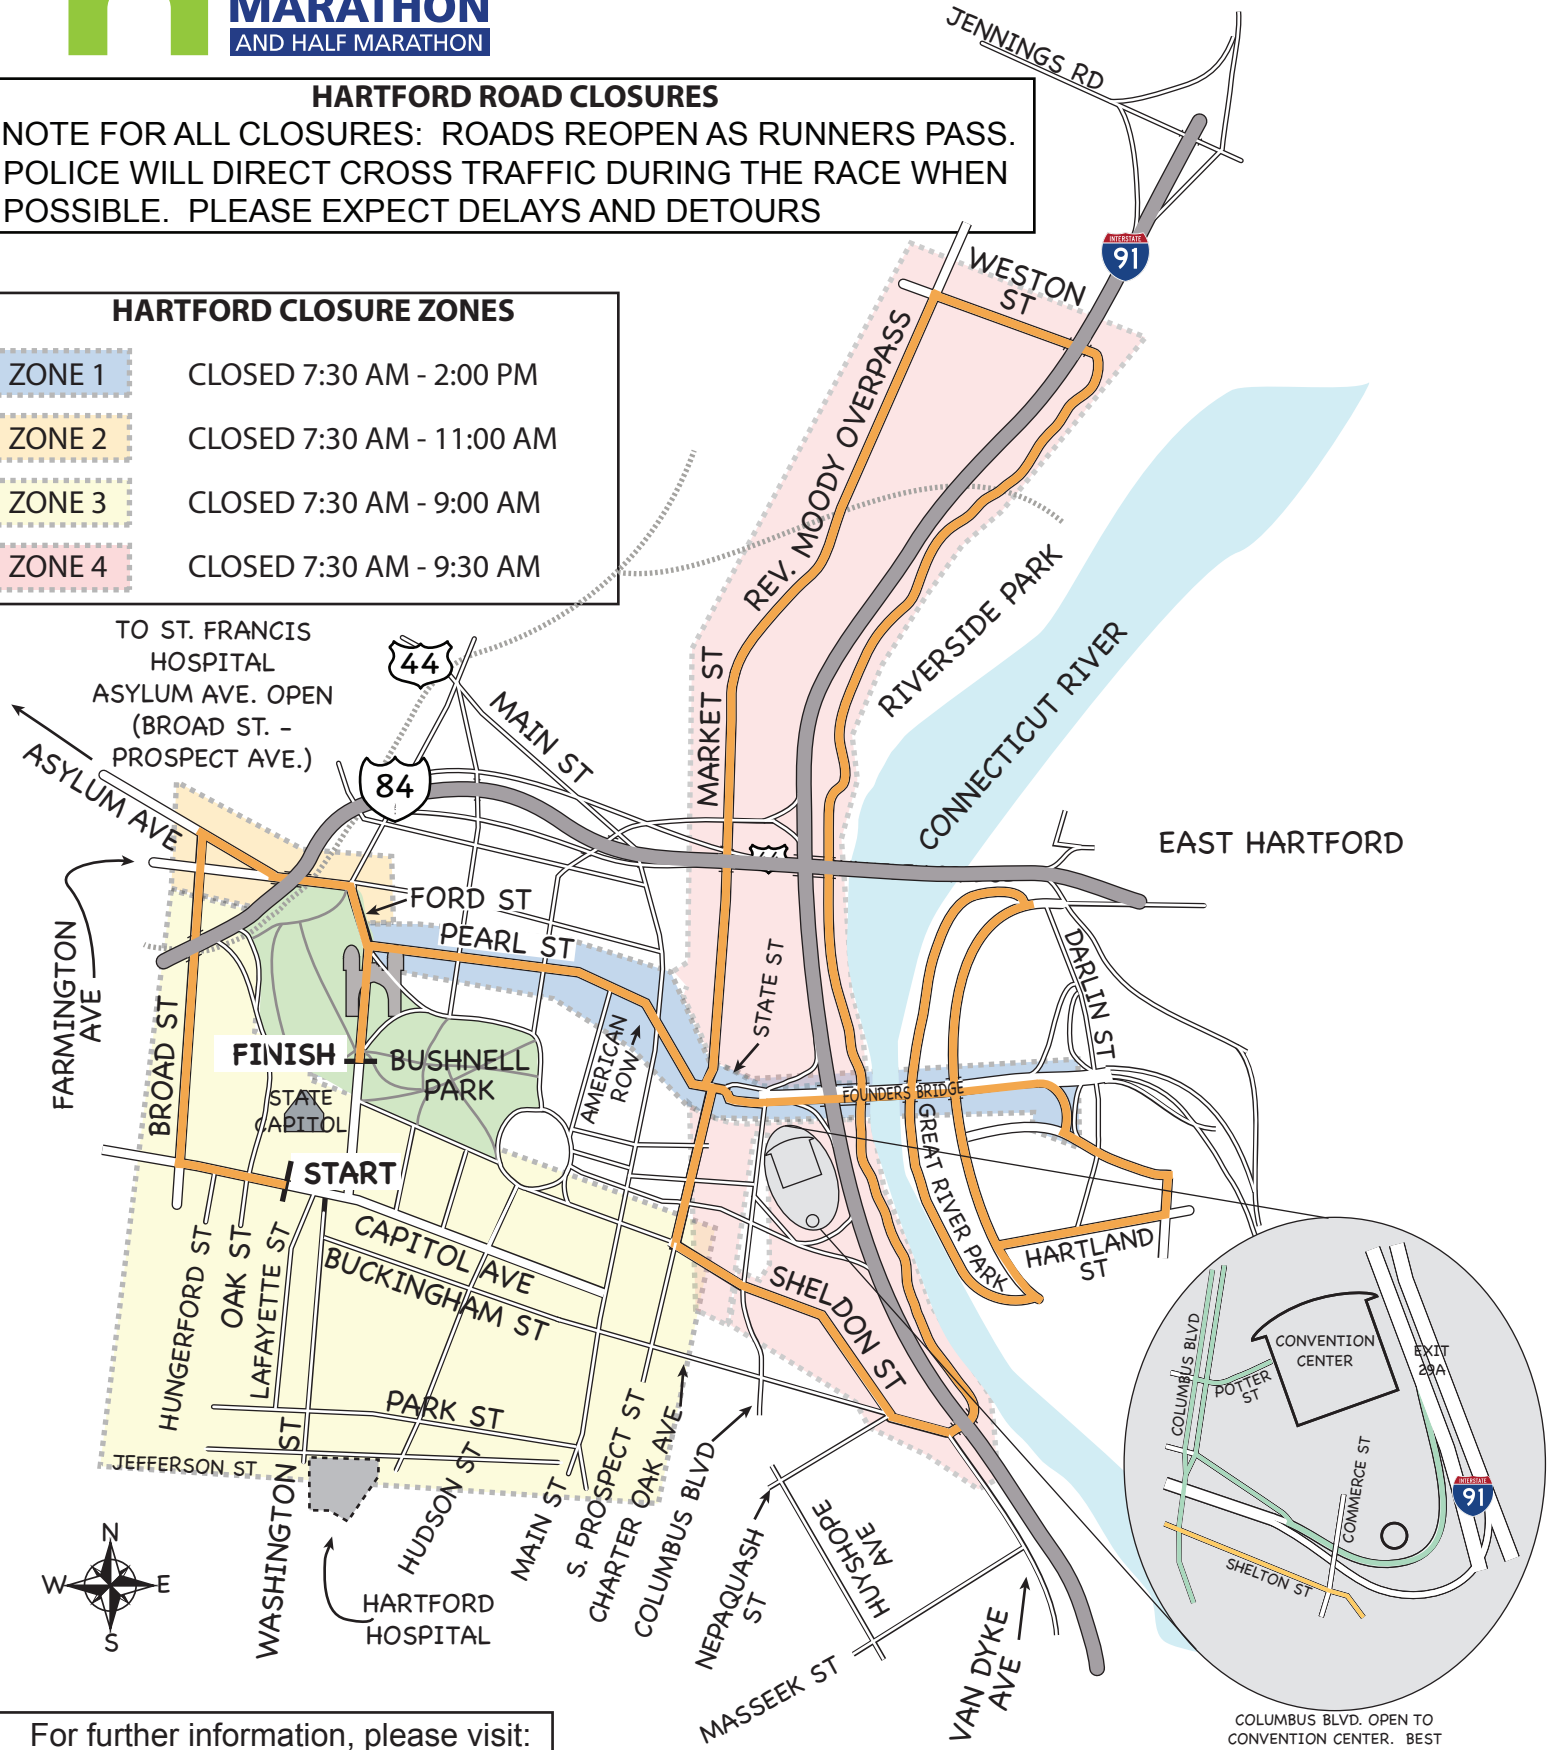 MARATHON
AND HALF MARATHON
HARTFORD ROAD CLOSURES
NOTE FOR ALL CLOSURES: ROADS REOPEN AS RUNNERS PASS.
POLICE WILL DIRECT CROSS TRAFFIC DURING THE RACE WHEN
POSSIBLE. PLEASE EXPECT DELAYS AND DETOURS
JENNINGS RD
INTERSTATE
91
WESTON
ST
HARTFORD CLOSURE ZONES
ZONE 1 CLOSED 7:30 AM - 2:00 PM
ZONE 2 CLOSED 7:30 AM - 11:00 AM
ZONE 3 CLOSED 7:30 AM - 9:00 AM
ZONE 4 CLOSED 7:30 AM - 9:30 AM
REV. MOODY OVERPASS
RIVERSIDE PARK
CONNECTICUT RIVER
TO ST. FRANCIS
HOSPITAL
ASYLUM AVE. OPEN
(BROAD ST. -
PROSPECT AVE.)
44
MAIN ST
MARKET ST
84
ASYLUM AVE
EAST HARTFORD
FORD ST
PEARL ST
FARMINGTON
AVE
STATE ST
DARLIN ST
BROAD ST
FINISH
BUSHNELL
PARK
AMERICAN
ROW
STATE
CAPITOL
FOUNDERS BRIDGE
GREAT RIVER PARK
START
CAPITOL AVE
BUCKINGHAM ST
HARTLAND
ST
SHELDON ST
HUNGERFORD ST
OAK ST
LAFAYETTE ST
PARK ST
JEFFERSON ST
WASHINGTON ST
HUDSON ST
MAIN ST
S. PROSPECT ST
CHARTER OAK AVE
COLUMBUS BLVD
NEPAQUASH
ST
HUYSHOPE
AVE
MASSEEK ST
VAN DYKE
AVE
HARTFORD
HOSPITAL
N
W
E
S
COLUMBUS BLVD
CONVENTION
CENTER
EXIT
29A
POTTER
ST
COMMERCE ST
INTERSTATE
91
SHELTON ST
For further information, please visit:
COLUMBUS BLVD. OPEN TO
CONVENTION CENTER. BEST